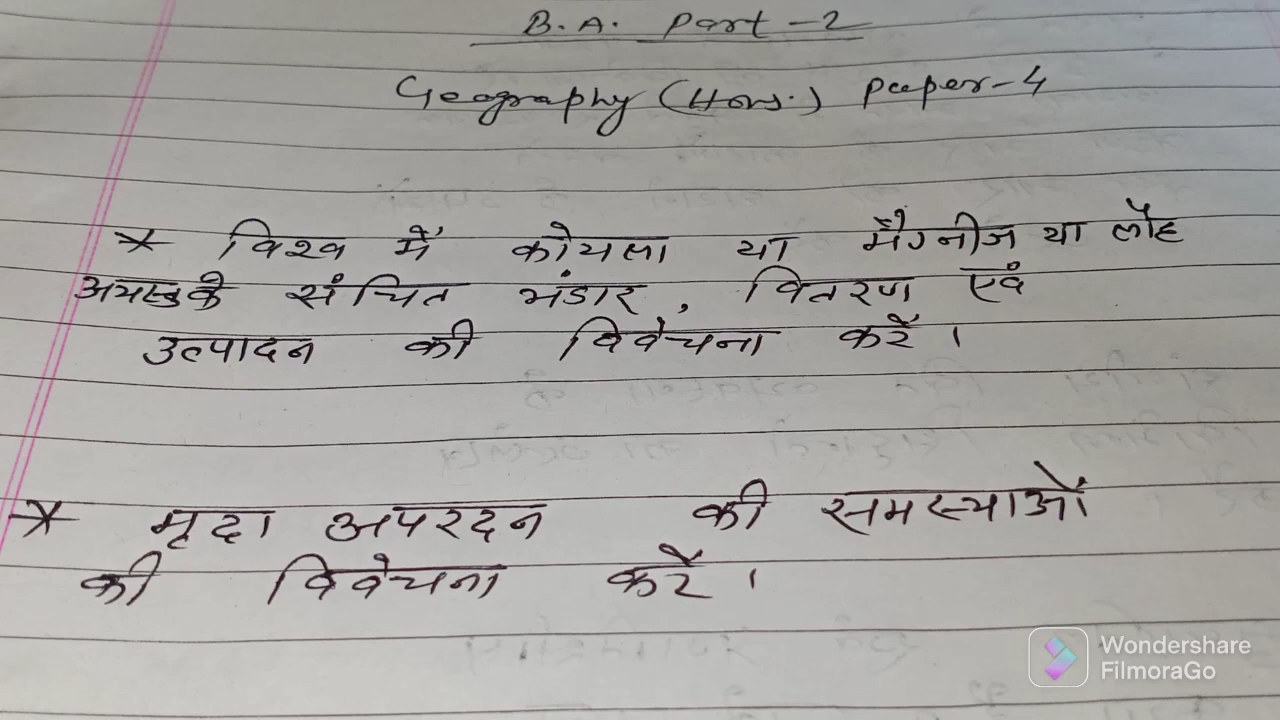 B.A. Part-2
Geography (Hons.) Paper-4
* विश्व में कोयला या मैंगनीज या लौह
अयस्क के संचित भंडार, वितरण एवं
उत्पादन की विवेचना करें।
* मृदा अपरदन की समस्याओं
की विवेचना करें।
Wondershare
FilmoraGo